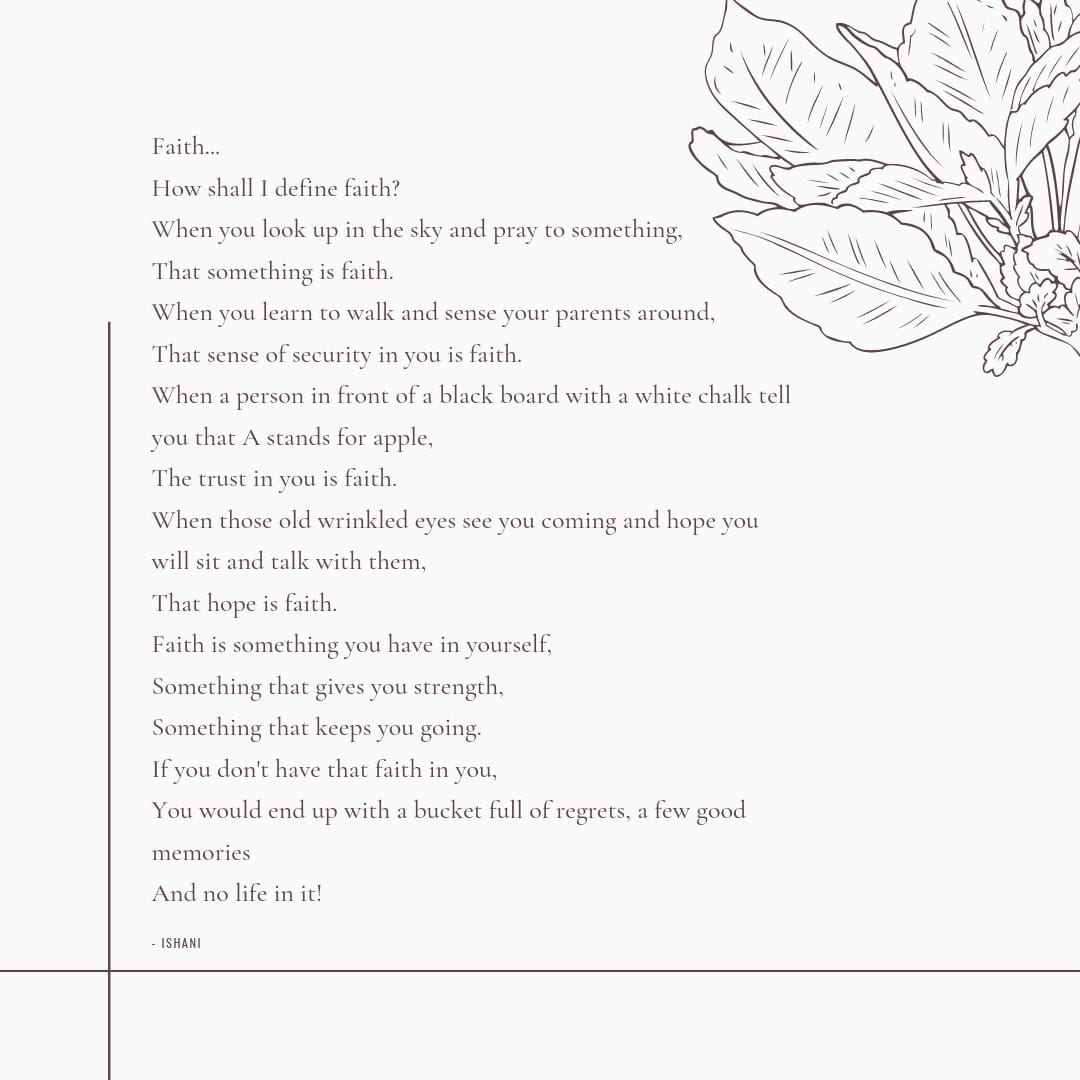 Faith...
How shall I define faith?
When you look up in the sky and pray to something,
That something is faith.
When you learn to walk and sense your parents around,
That sense of security in you is faith.
When a person in front of a black board with a white chalk tell
you that A stands for apple,
The trust in you is faith.
When those old wrinkled eyes see you coming and hope you
will sit and talk with them,
That hope is faith.
Faith is something you have in yourself,
Something that gives you strength,
Something that keeps you going.
If you don't have that faith in you,
You would end up with a bucket full of regrets, a few good
memories
And no life in it!
- ISHANI